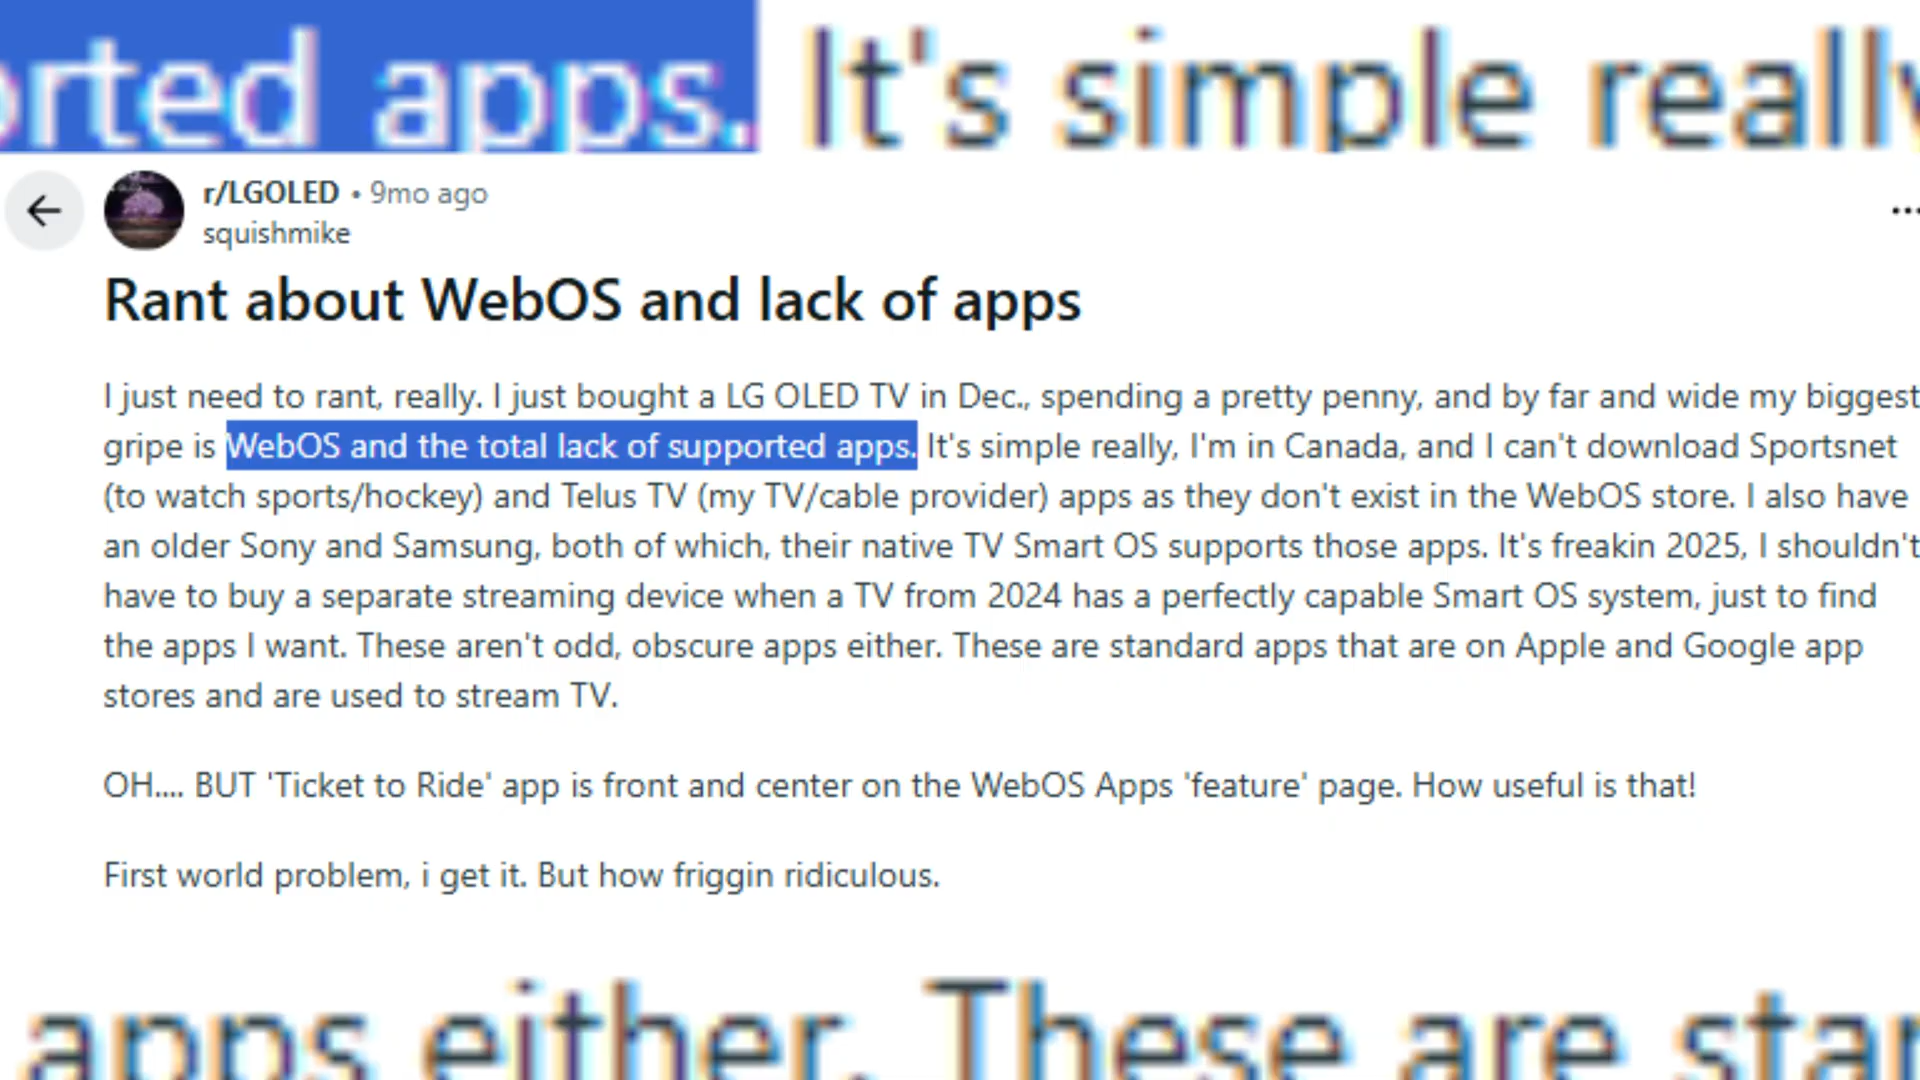 orted apps. It's simple really
r/LGOLED • 9mo ago
squishmike
Rant about WebOS and lack of apps
I just need to rant, really. I just bought a LG OLED TV in Dec., spending a pretty penny, and by far and wide my biggest
gripe is WebOS and the total lack of supported apps. It's simple really, I'm in Canada, and I can't download Sportsnet
(to watch sports/hockey) and Telus TV (my TV/cable provider) apps as they don't exist in the WebOS store. I also have
an older Sony and Samsung, both of which, their native TV Smart OS supports those apps. It's freakin 2025, I shouldn't
have to buy a separate streaming device when a TV from 2024 has a perfectly capable Smart OS system, just to find
the apps I want. These aren't odd, obscure apps either. These are standard apps that are on Apple and Google app
stores and are used to stream TV.
OH.... BUT 'Ticket to Ride' app is front and center on the WebOS Apps 'feature' page. How useful is that!
First world problem, i get it. But how friggin ridiculous.
apps either. These are star